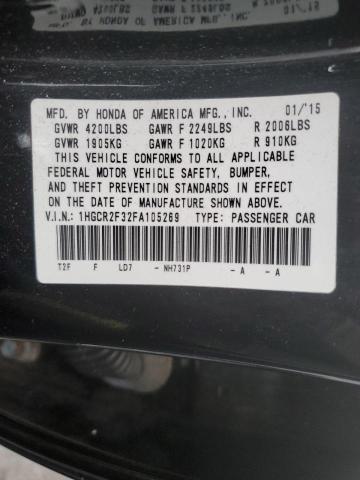 MFD. BY HONDA OF AMERICA MFG., INC. 01/'15
GVWR 4200LBS GAWR F 2249LBS R 2006LBS
GVWR 1905KG GAWR F 1020KG R 910KG
THIS VEHICLE CONFORMS TO ALL APPLICABLE
FEDERAL MOTOR VEHICLE SAFETY, BUMPER,
AND THEFT PREVENTION STANDARDS IN EFFECT
ON THE DATE OF MANUFACTURE SHOWN ABOVE.
V.I.N: 1HGCR2F32FA105269 TYPE: PASSENGER CAR
T2F F LD7 -NH731P -A -A